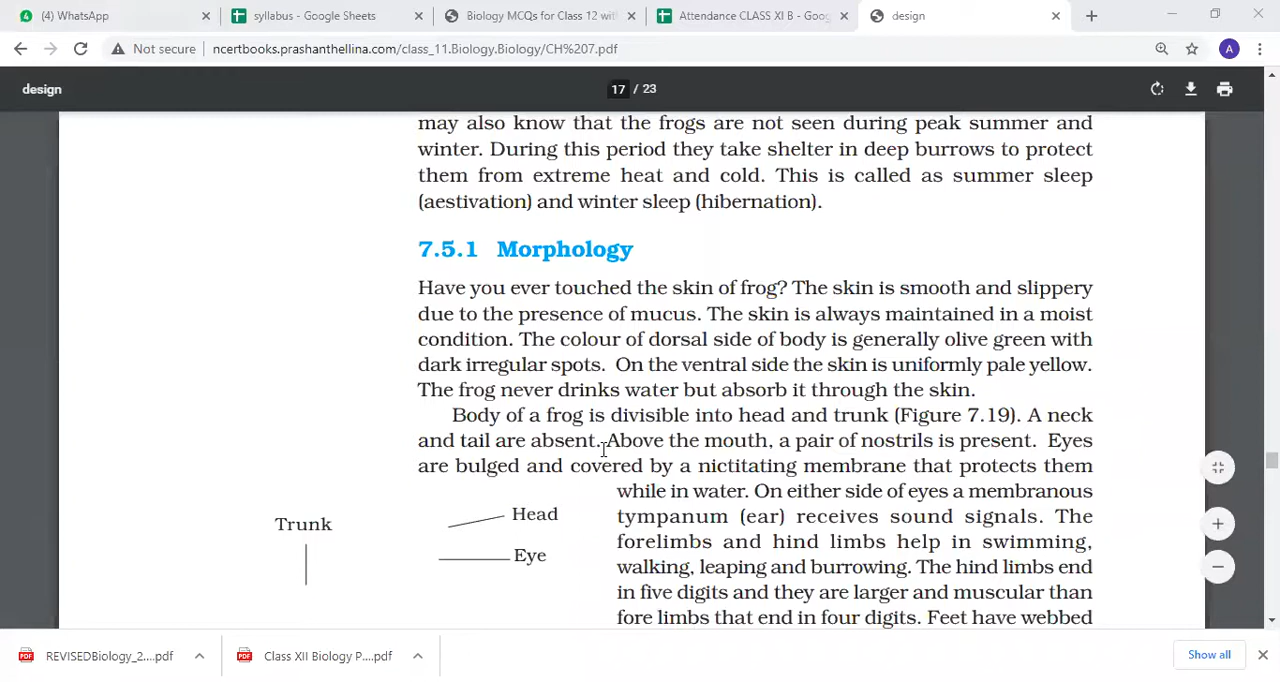 (4) WhatsApp
syllabus - Google Sheets
Biology MCQs for Class 12 with
Attendance CLASS XI B - Goog
design
Not secure
ncertbooks.prashanthellina.com/class_11.Biology.Biology/CH%207.pdf
A
design
17 / 23
may also know that the frogs are not seen during peak summer and
winter. During this period they take shelter in deep burrows to protect
them from extreme heat and cold. This is called as summer sleep
(aestivation) and winter sleep (hibernation).
7.5.1 Morphology
Have you ever touched the skin of frog? The skin is smooth and slippery
due to the presence of mucus. The skin is always maintained in a moist
condition. The colour of dorsal side of body is generally olive green with
dark irregular spots. On the ventral side the skin is uniformly pale yellow.
The frog never drinks water but absorb it through the skin.
Body of a frog is divisible into head and trunk (Figure 7.19). A neck
and tail are absent. Above the mouth, a pair of nostrils is present. Eyes
are bulged and covered by a nictitating membrane that protects them
while in water. On either side of eyes a membranous
tympanum (ear) receives sound signals. The
forelimbs and hind limbs help in swimming,
walking, leaping and burrowing. The hind limbs end
in five digits and they are larger and muscular than
fore limbs that end in four digits. Feet have webbed
Trunk
Head
Eye
REVISEDBiology_2....pdf
Class XII Biology P....pdf
Show all